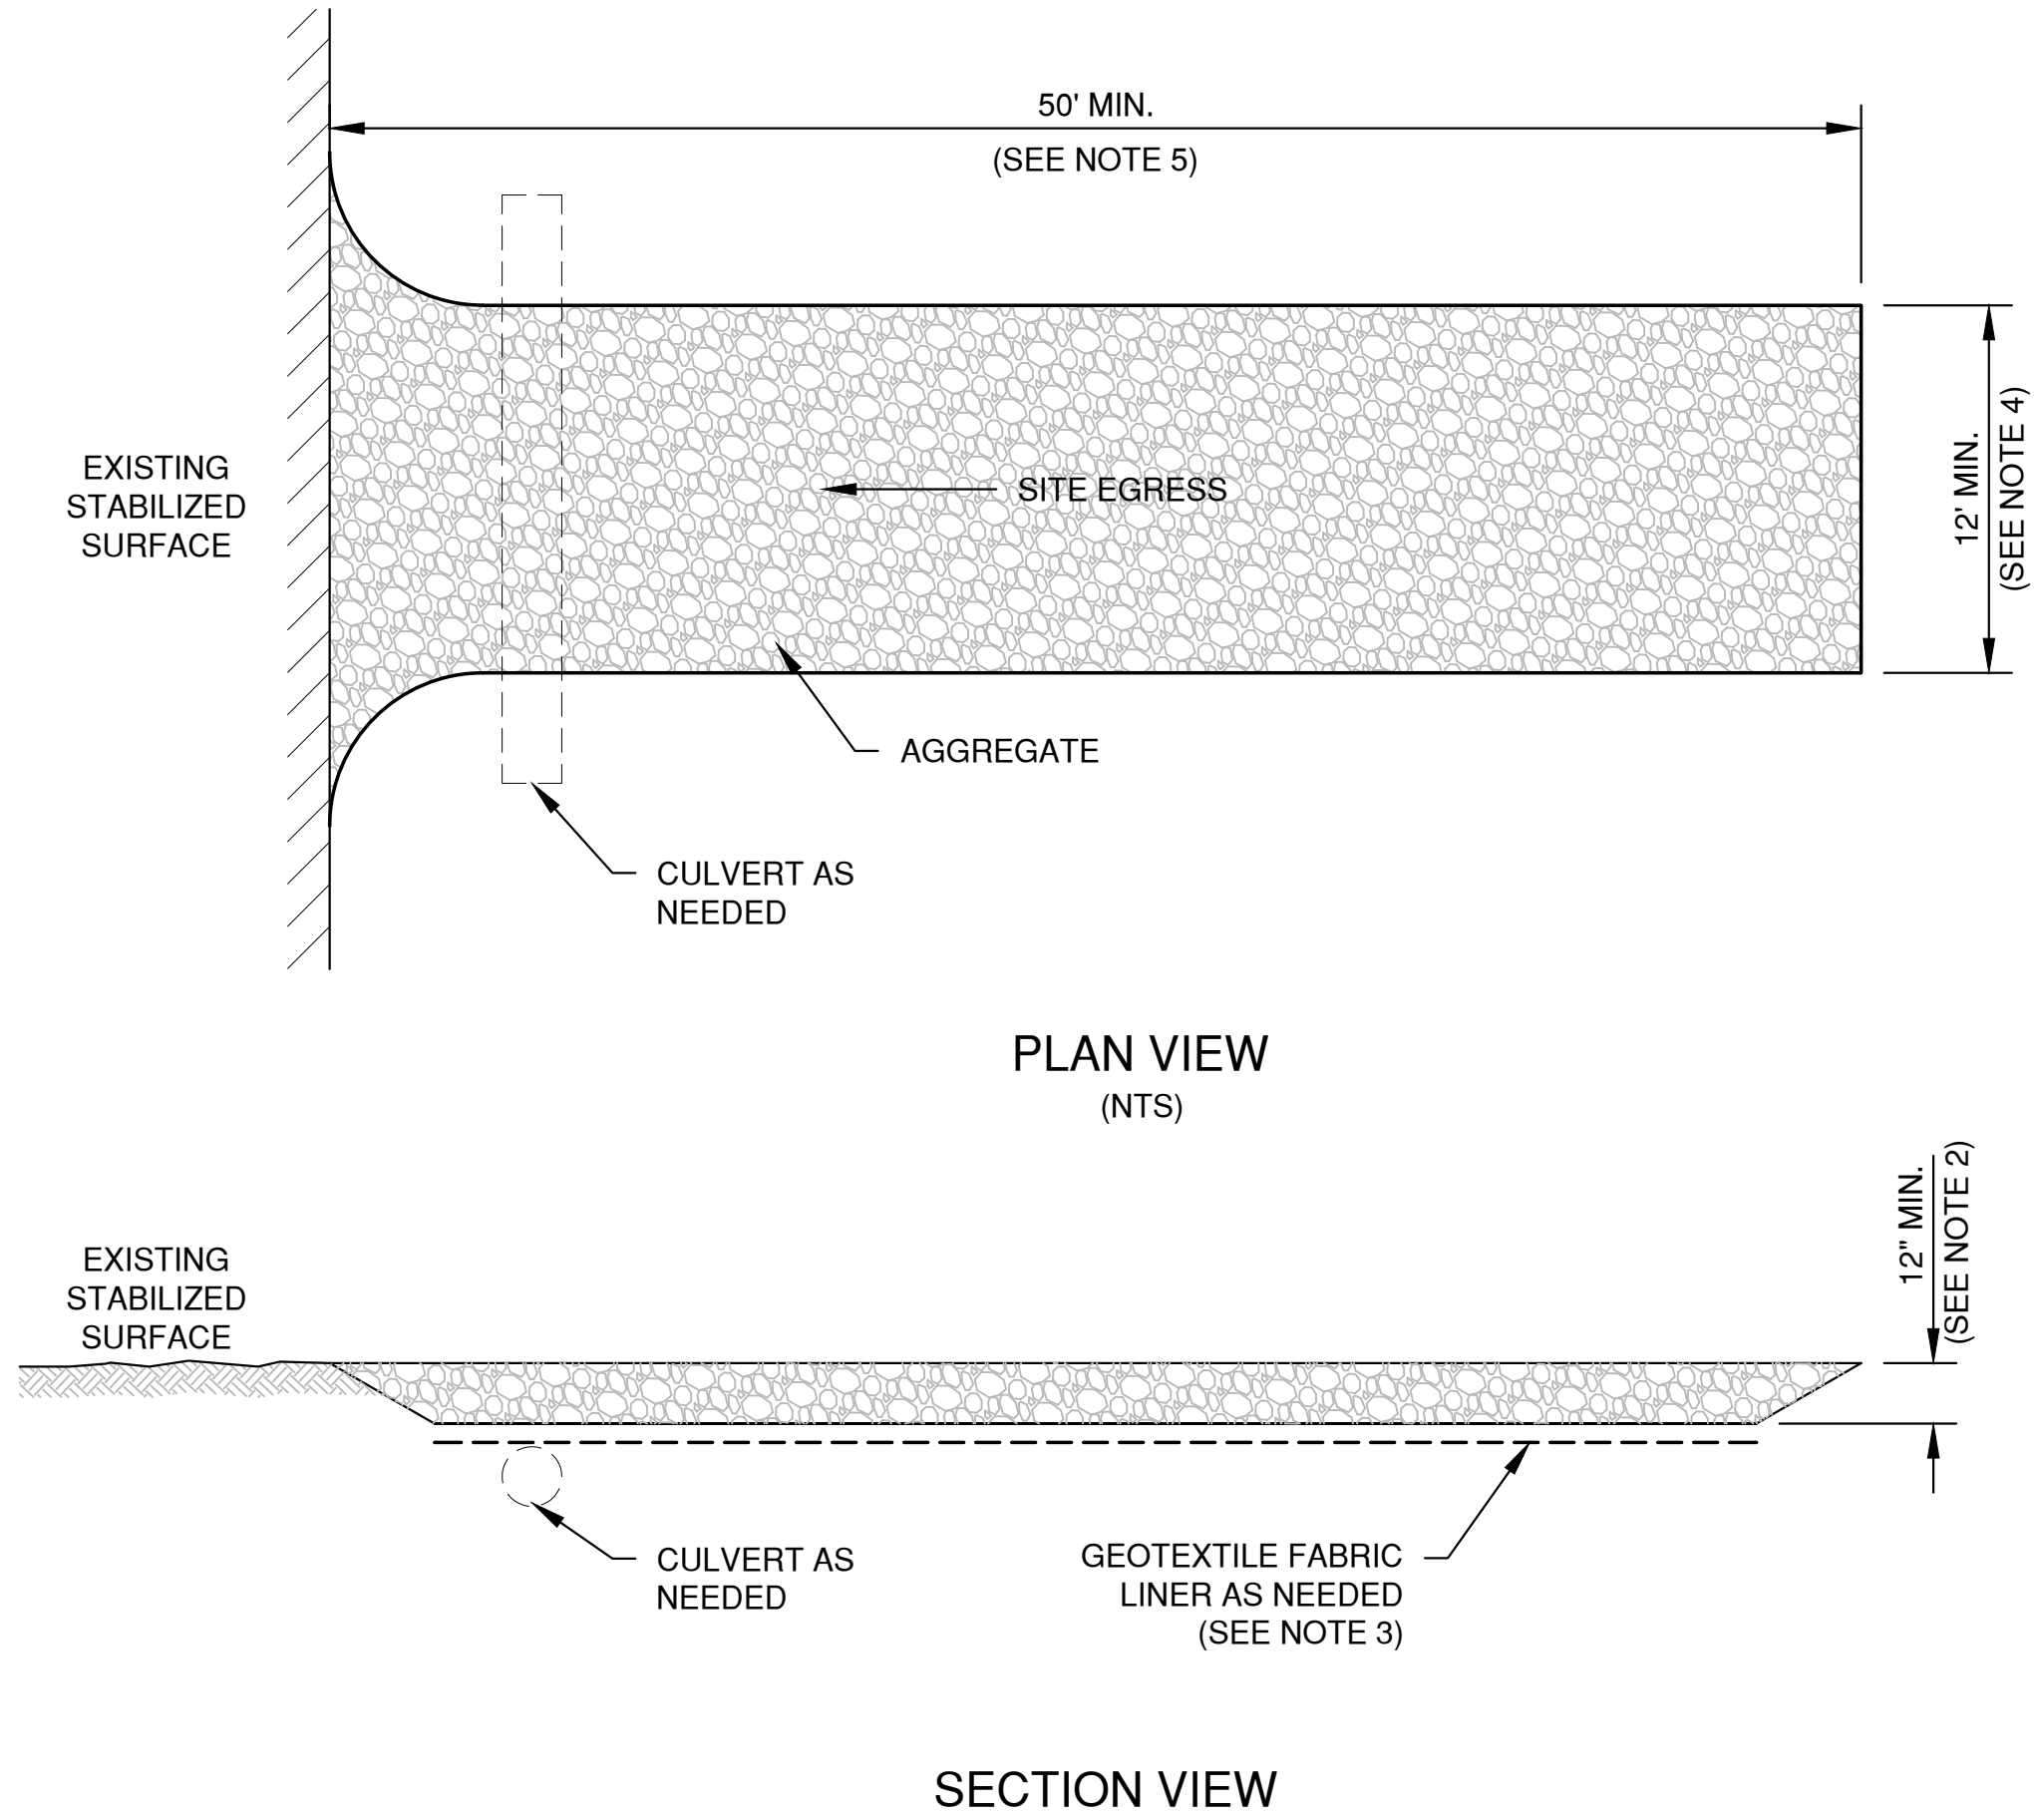 50' MIN.
(SEE NOTE 5)
EXISTING
STABILIZED
SURFACE
SITE EGRESS
12' MIN.
(SEE NOTE 4)
AGGREGATE
CULVERT AS
NEEDED
PLAN VIEW
(NTS)
12" MIN.
(SEE NOTE 2)
EXISTING
STABILIZED
SURFACE
CULVERT AS
NEEDED
GEOTEXTILE FABRIC
LINER AS NEEDED
(SEE NOTE 3)
SECTION VIEW